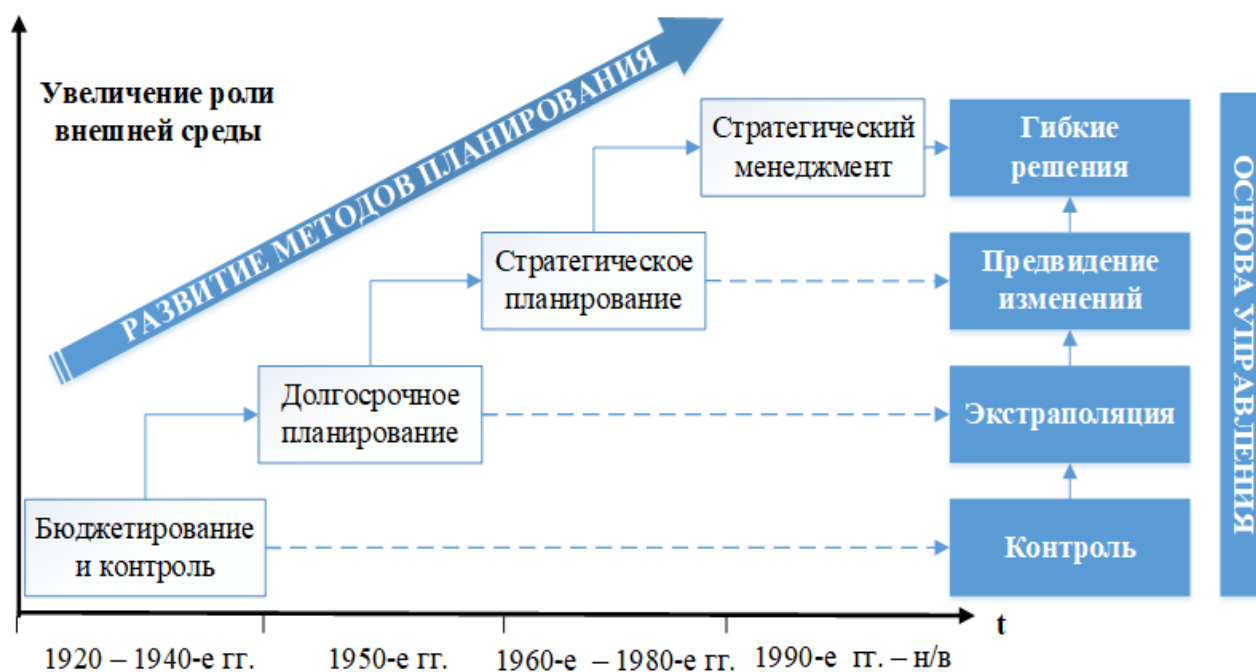 Увеличение роли
внешней среды
РАЗВИТИЕ МЕТОДОВ ПЛАНИРОВАНИЯ
Стратегический
менеджмент
Гибкие
решения
Стратегическое
планирование
Предвидение
изменений
Долгосрочное
планирование
Экстраполяция
Бюджетирование
и контроль
Контроль
ОСНОВА УПРАВЛЕНИЯ
t
1920 – 1940-е гг.
1950-е гг.
1960-е – 1980-е гг.
1990-е гг. – н/в